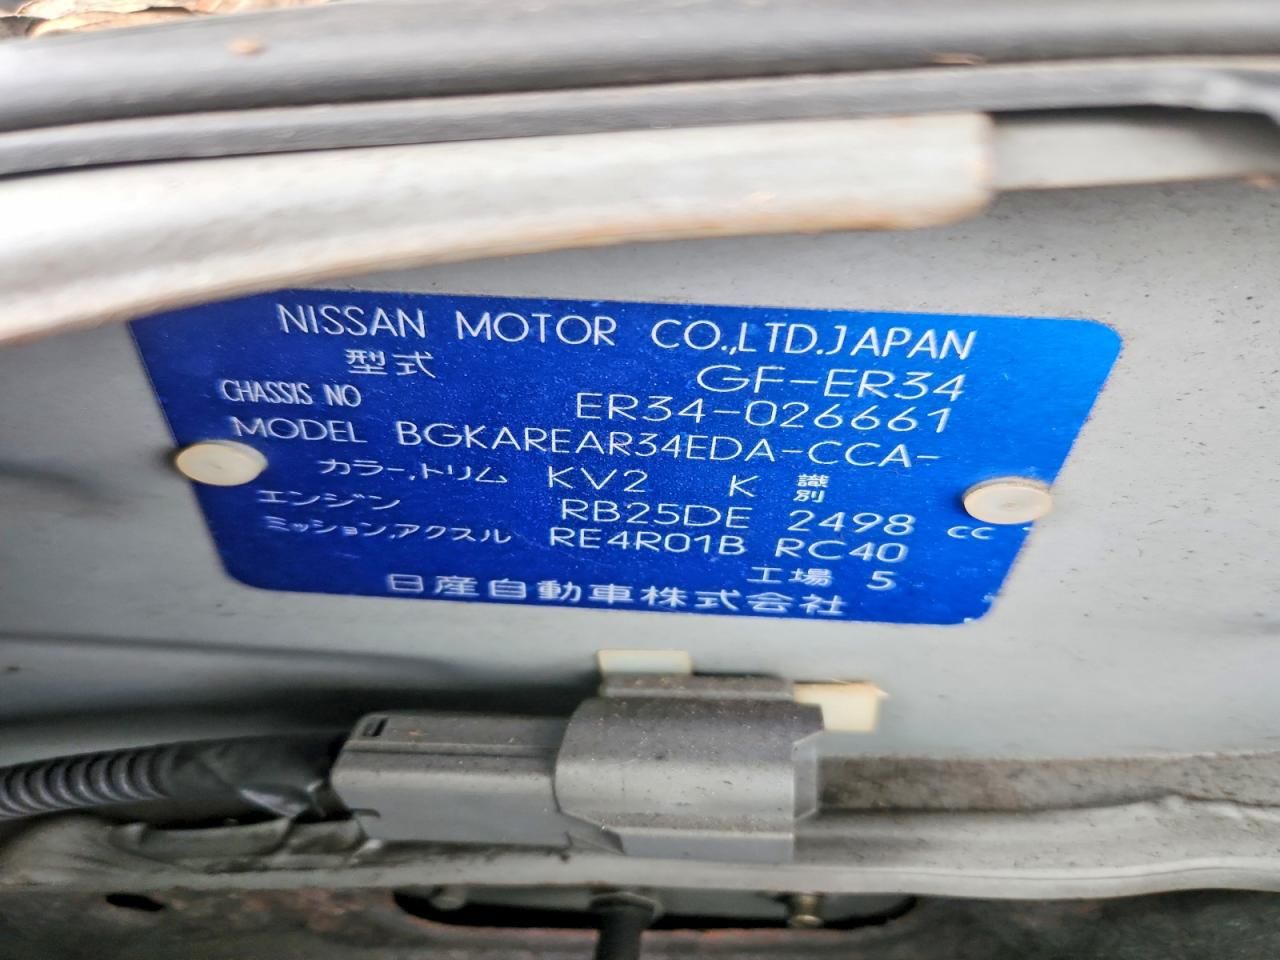 NISSAN MOTOR CO.,LTD.JAPAN
型式 GF-ER34
CHASSIS NO ER34-026661
MODEL BGKAREAR34EDA-CCA-
カラー,トリム KV2 K 識別
エンジン RB25DE 2498 cc
ミッション,アクスル RE4R01B RC40
工場 5
日産自動車株式会社